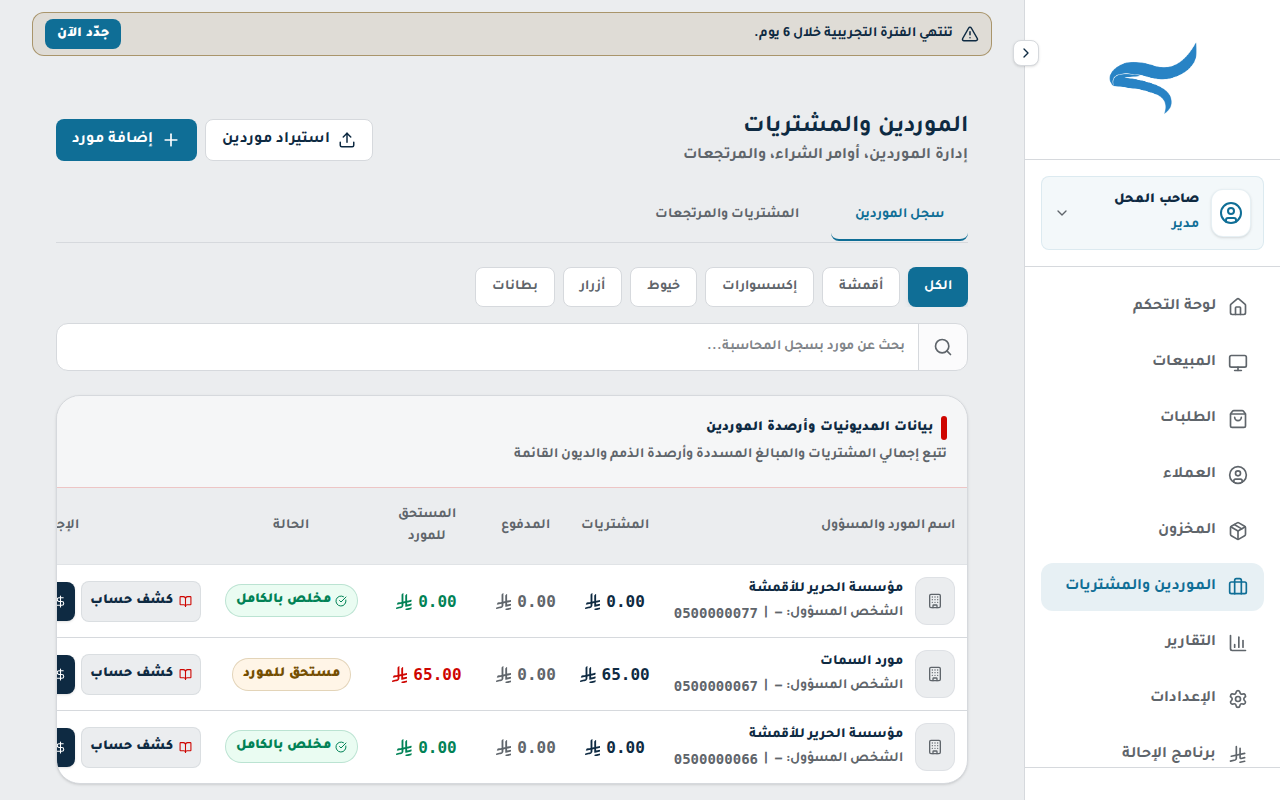 تنتهي الفترة التجريبية خلال 6 يوم.
جدّد الآن
صاحب المحل
مدير
لوحة التحكم
المبيعات
الطلبات
العملاء
المخزون
الموردين والمشتريات
التقارير
الإعدادات
برنامج الإحالة
الموردين والمشتريات
إدارة الموردين، أوامر الشراء، والمرتجعات
استيراد موردين
إضافة مورد
سجل الموردين
المشتريات والمرتجعات
الكل
أقمشة
إكسسوارات
خيوط
أزرار
بطانات
بحث عن مورد بسجل المحاسبة...
بيانات المديونيات وأرصدة الموردين
تتبع إجمالي المشتريات والمبالغ المسددة وأرصدة الذمم والديون القائمة
اسم المورد والمسؤول
المشتريات
المدفوع
المستحق للمورد
الحالة
مؤسسة الحرير للأقمشة
الشخص المسؤول: – | 0500000077
0.00
0.00
0.00
مخلص بالكامل
كشف حساب
مورد السمات
الشخص المسؤول: – | 0500000067
65.00
0.00
65.00
مستحق للمورد
كشف حساب
مؤسسة الحرير للأقمشة
الشخص المسؤول: – | 0500000066
0.00
0.00
0.00
مخلص بالكامل
كشف حساب